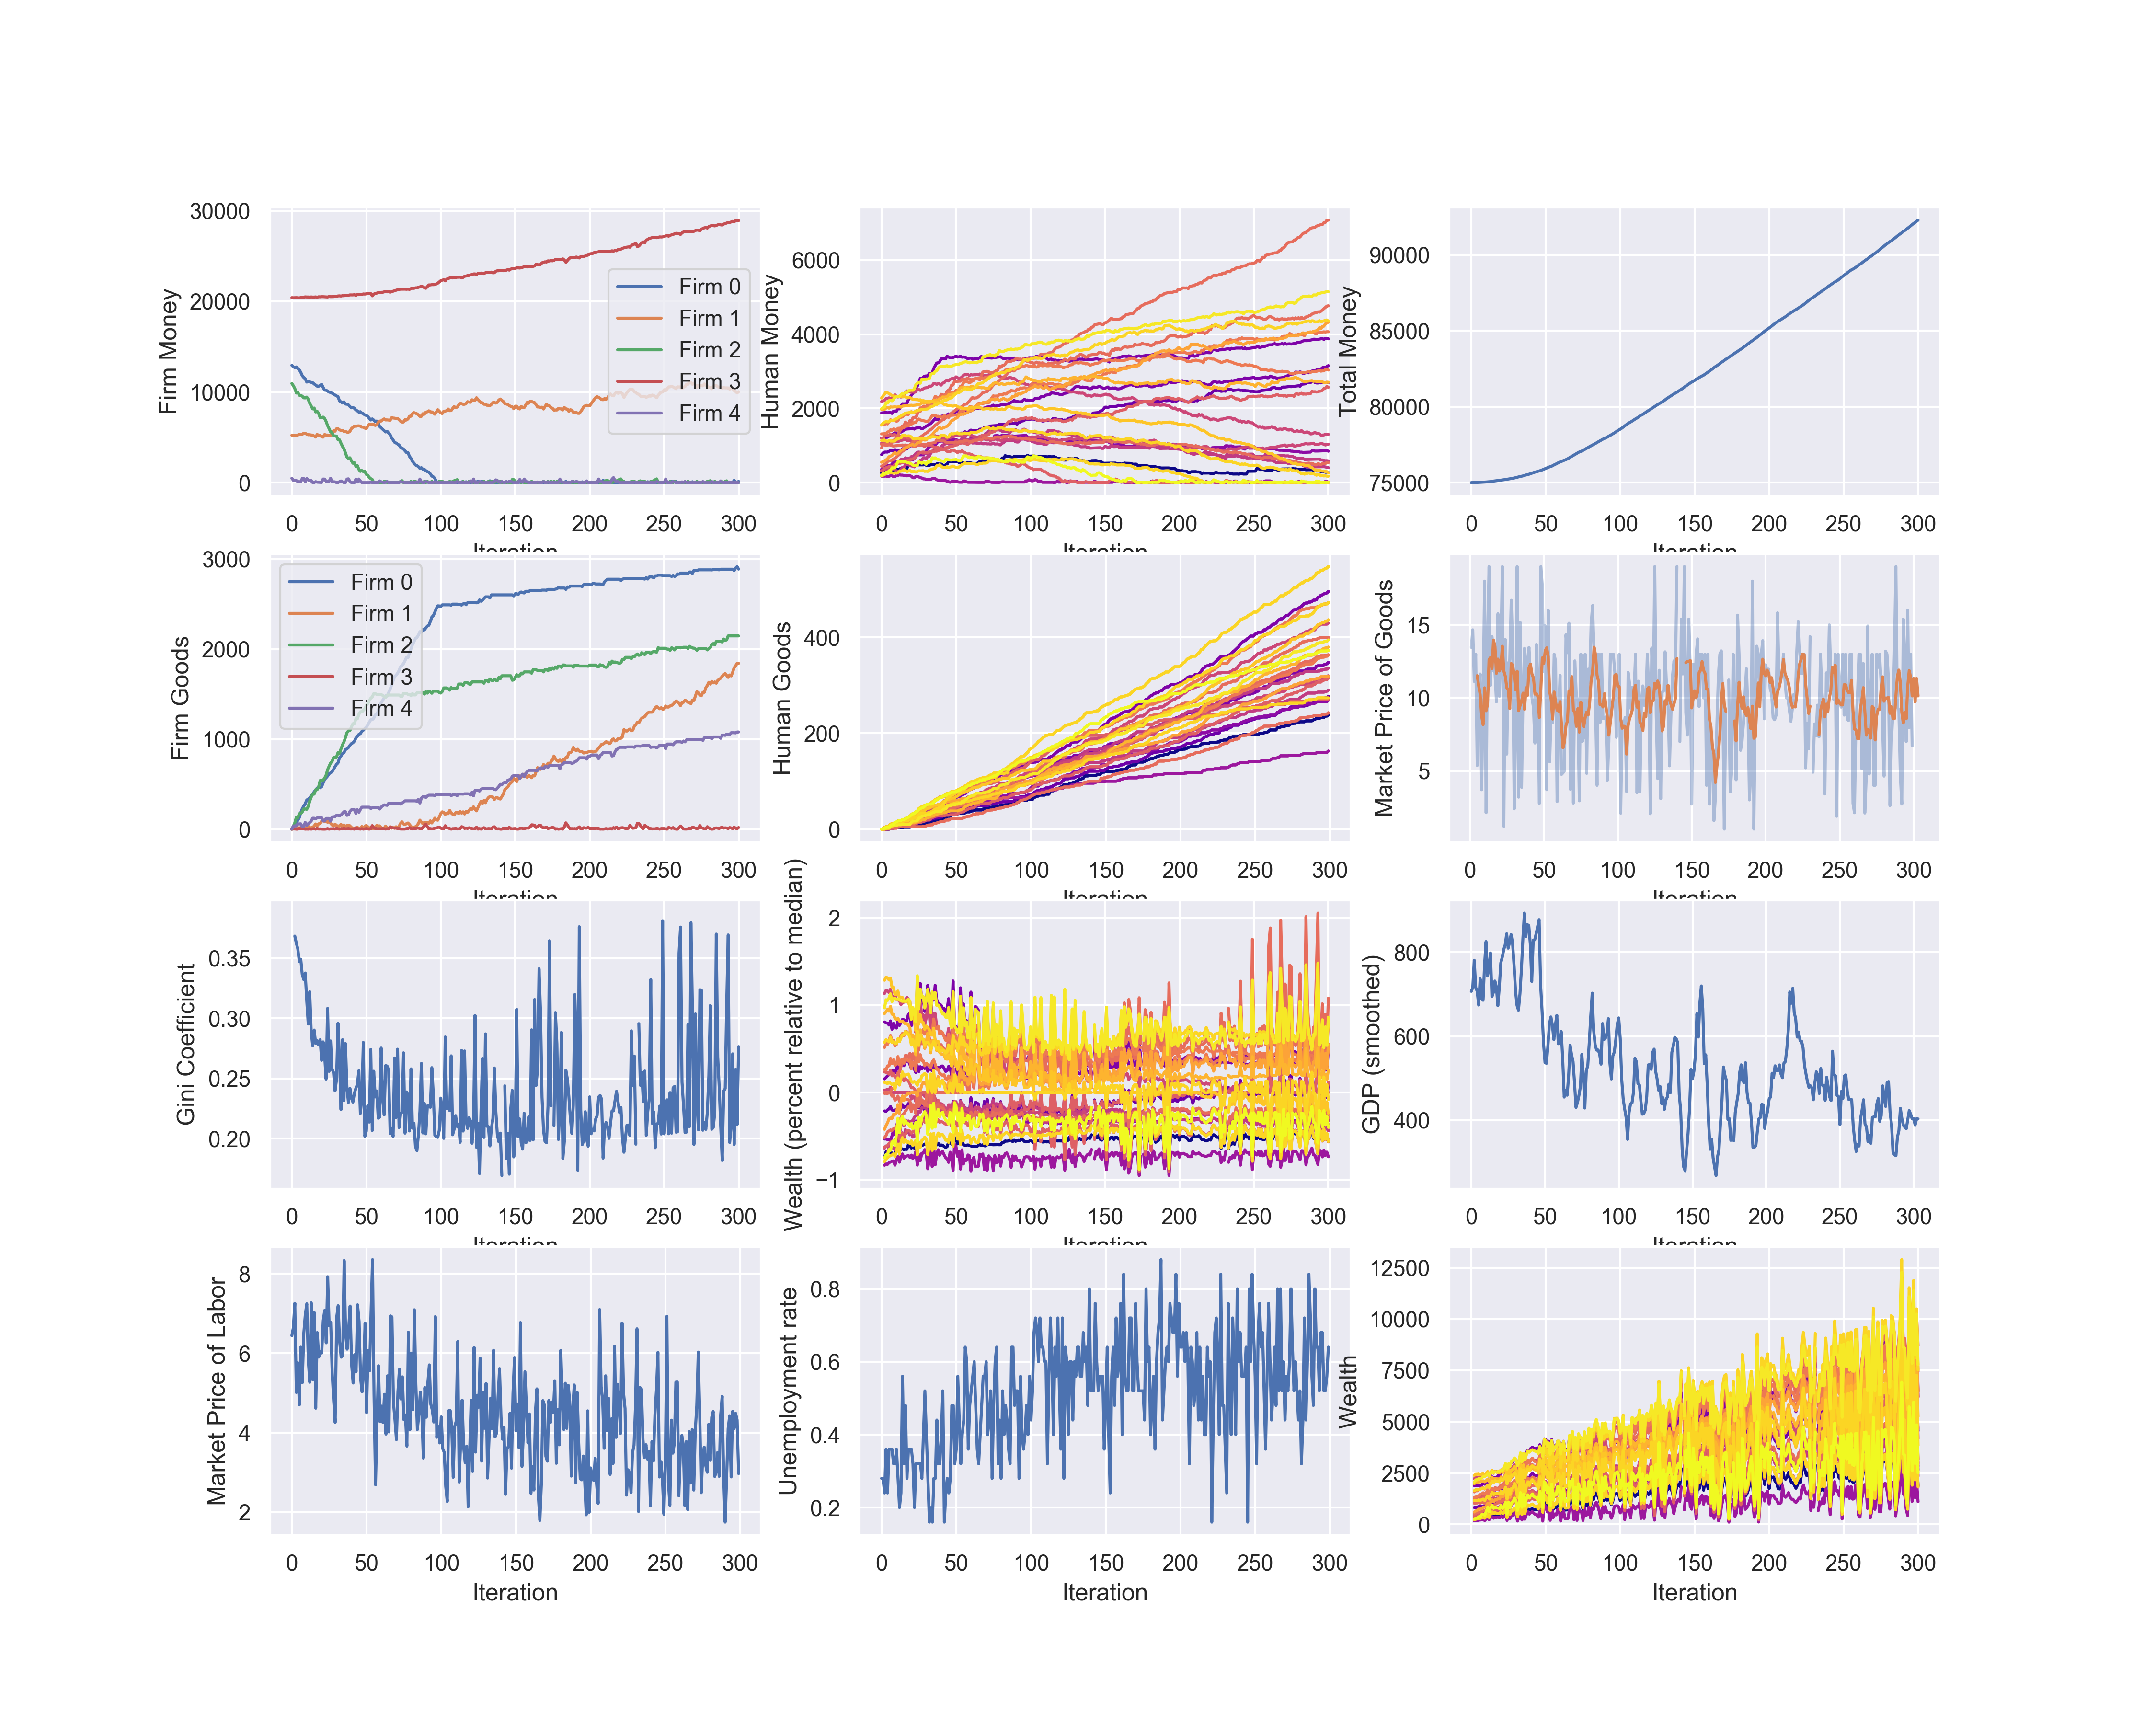 Firm Money
30000
20000
10000
0
Firm 0
Firm 1
Firm 2
Firm 3
Firm 4
0 50 100 150 200 250 300
Iteration
Human Money
6000
4000
2000
0
0 50 100 150 200 250 300
Iteration
Total Money
90000
85000
80000
75000
0 50 100 150 200 250 300
Iteration
Firm Goods
3000
2000
1000
0
Firm 0
Firm 1
Firm 2
Firm 3
Firm 4
0 50 100 150 200 250 300
Iteration
Human Goods
400
200
0
0 50 100 150 200 250 300
Iteration
Market Price of Goods
15
10
5
0 50 100 150 200 250 300
Iteration
Gini Coefficient
0.35
0.30
0.25
0.20
0 50 100 150 200 250 300
Iteration
Wealth (percent relative to median)
2
1
0
−1
0 50 100 150 200 250 300
Iteration
GDP (smoothed)
800
600
400
0 50 100 150 200 250 300
Iteration
Market Price of Labor
8
6
4
2
0 50 100 150 200 250 300
Iteration
Unemployment rate
0.8
0.6
0.4
0.2
0 50 100 150 200 250 300
Iteration
Wealth
12500
10000
7500
5000
2500
0
0 50 100 150 200 250 300
Iteration